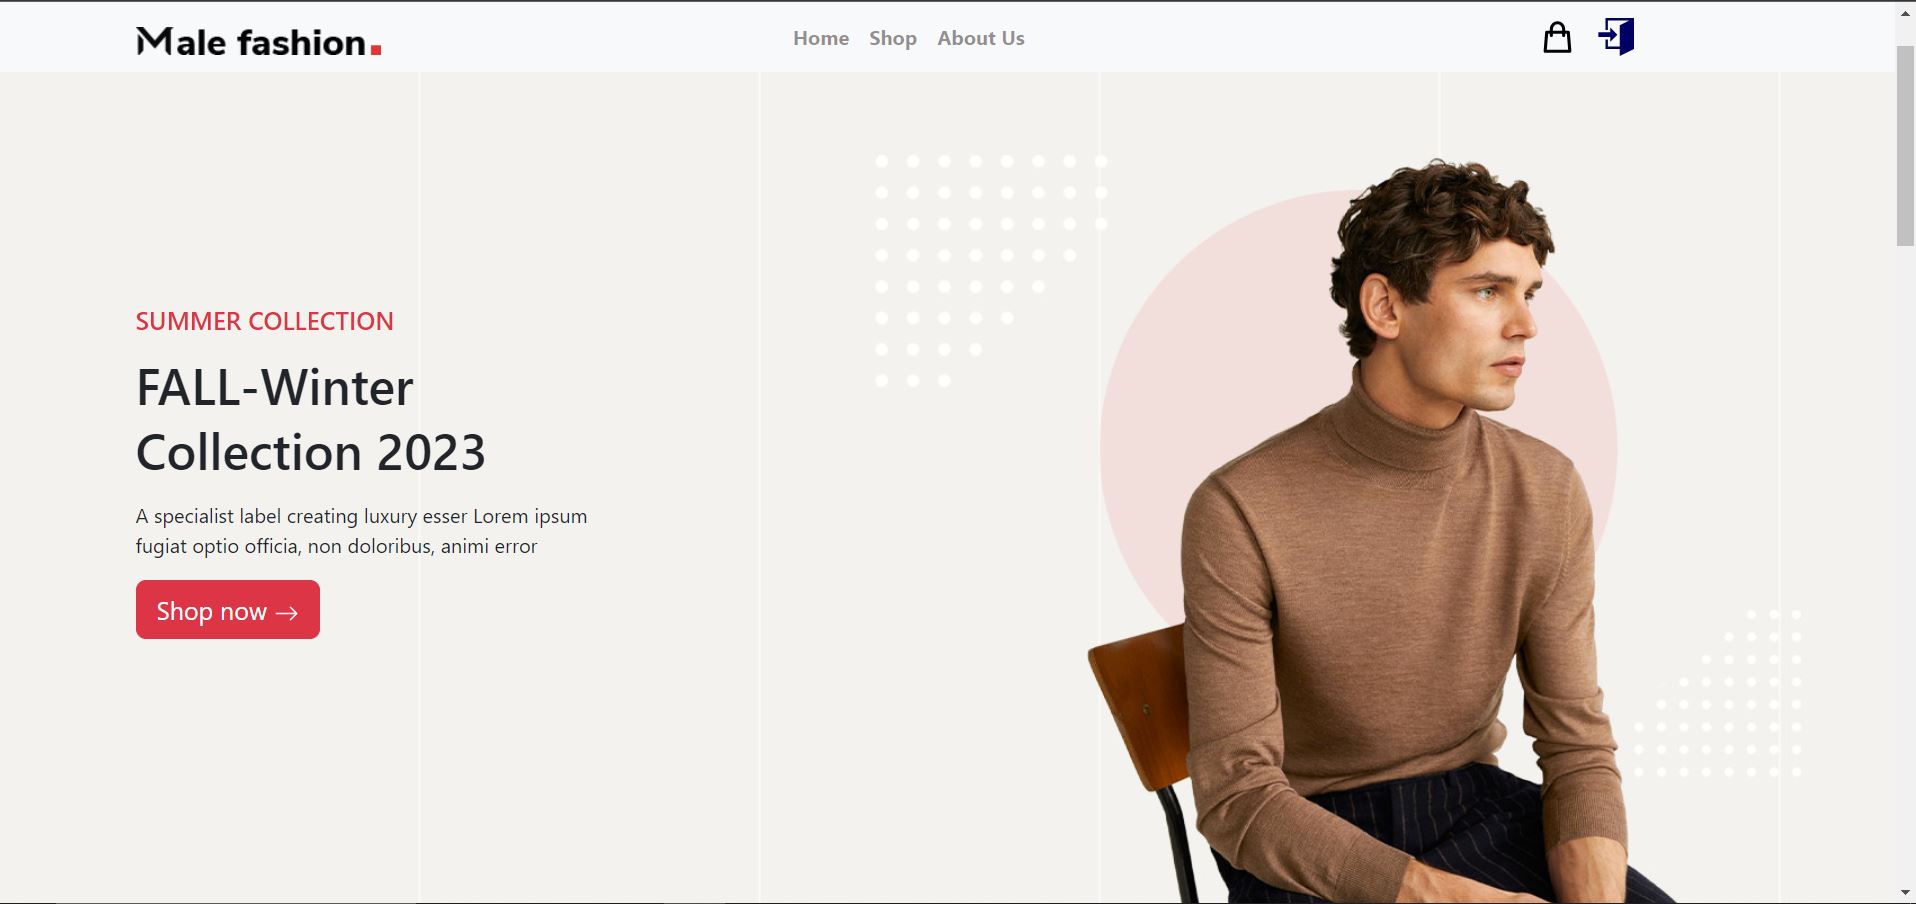 Male fashion.
Home Shop About Us
SUMMER COLLECTION
FALL-Winter
Collection 2023
A specialist label creating luxury esser Lorem ipsum
fugiat optio officia, non doloribus, animi error
Shop now →